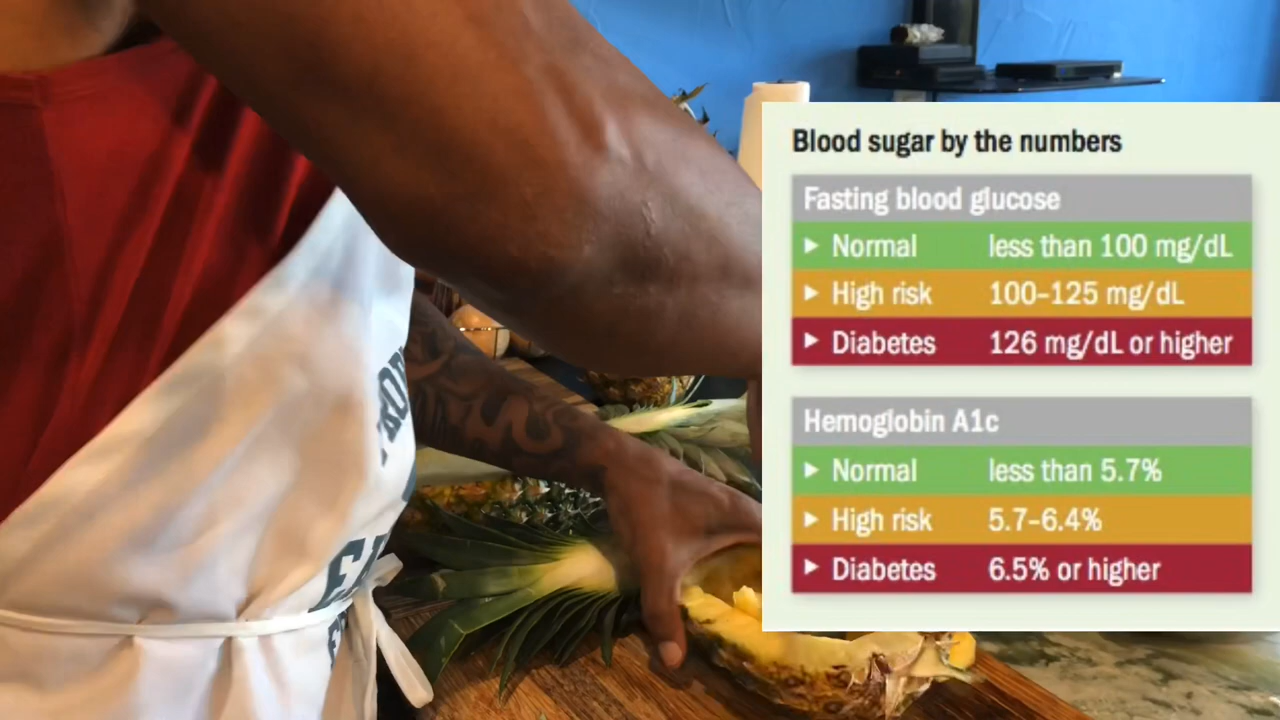 Blood sugar by the numbers
Fasting blood glucose
▶ Normal less than 100 mg/dL
▶ High risk 100–125 mg/dL
▶ Diabetes 126 mg/dL or higher
Hemoglobin A1c
▶ Normal less than 5.7%
▶ High risk 5.7–6.4%
▶ Diabetes 6.5% or higher